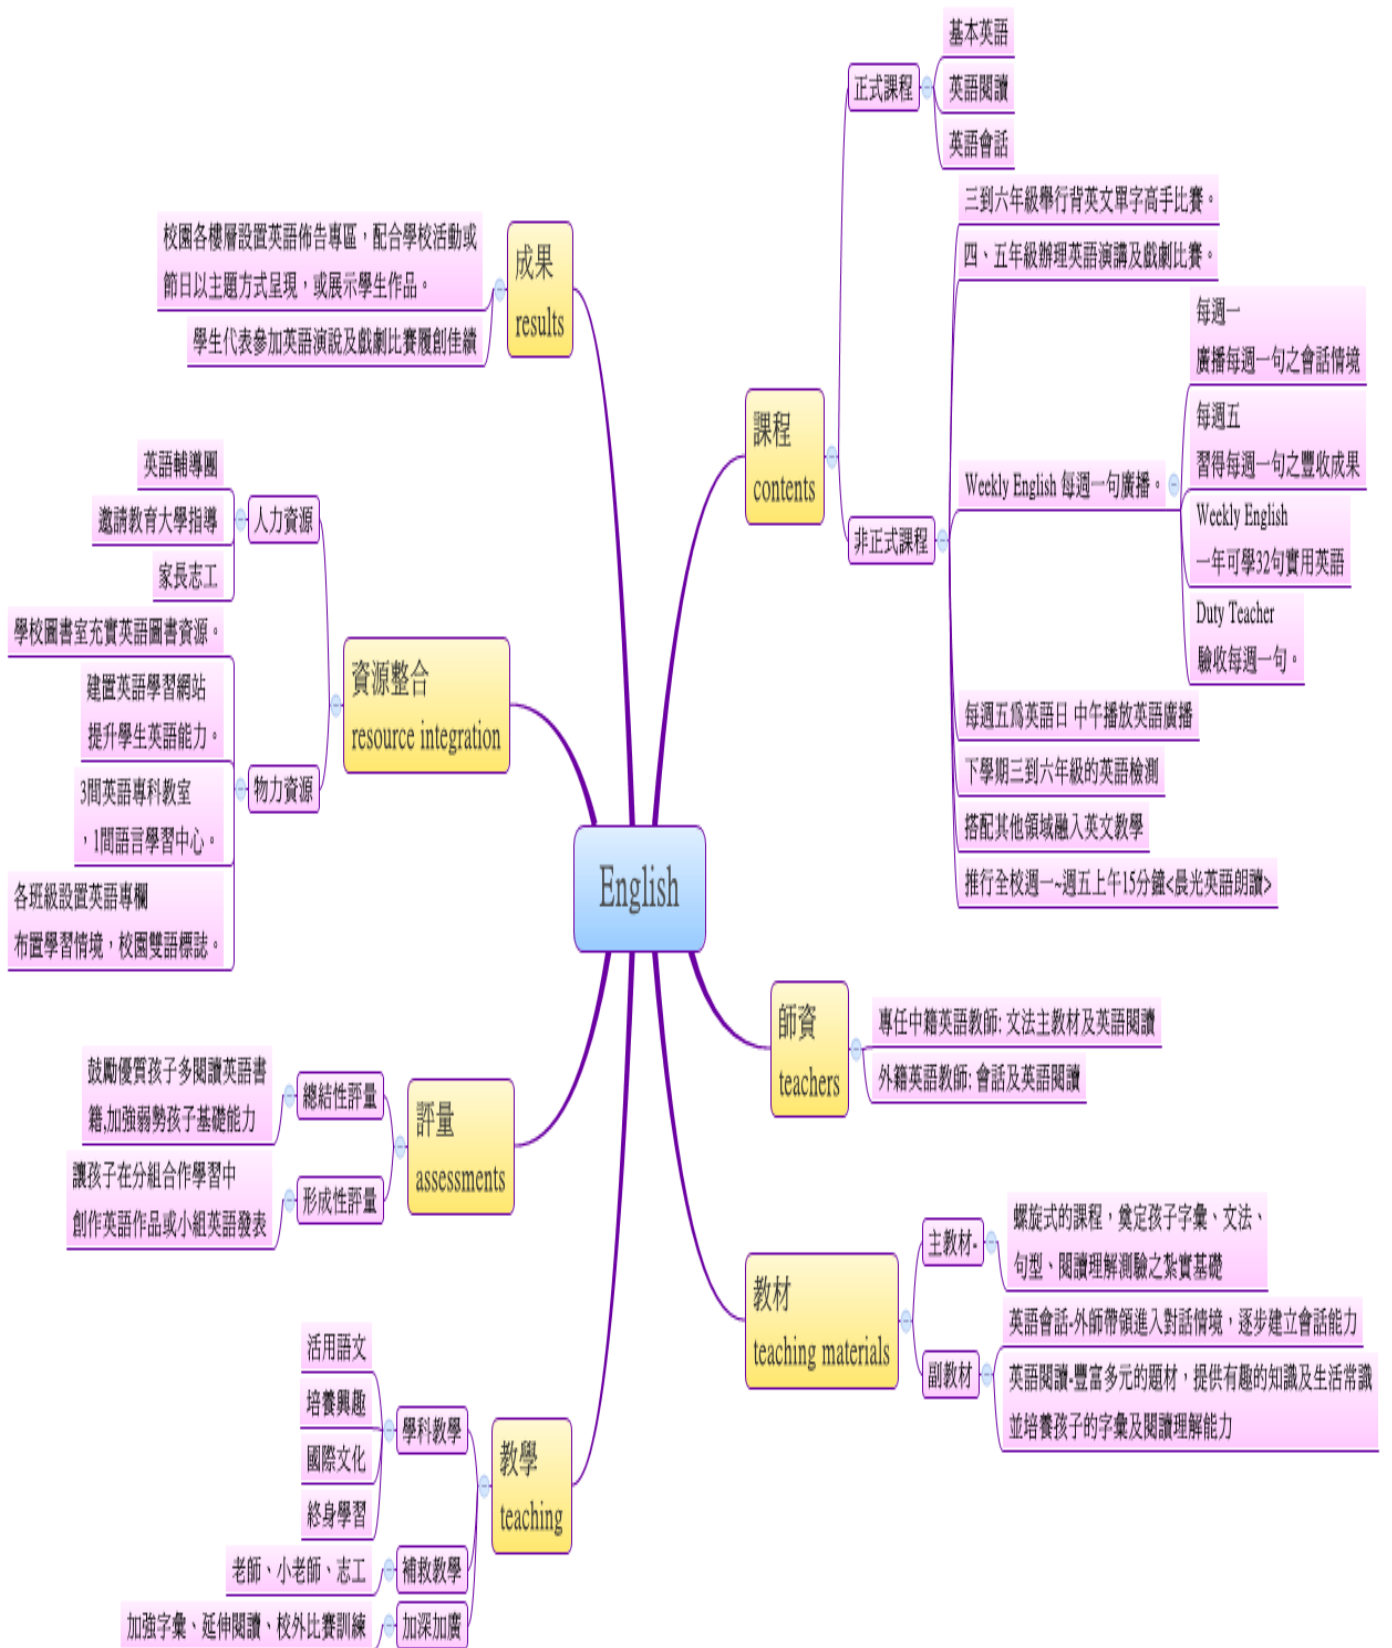 English
課程
contents
正式課程
基本英語
英語閱讀
英語會話
非正式課程
三到六年級舉行背英文單字高手比賽。
四、五年級辦理英語演講及戲劇比賽。
Weekly English 每週一句廣播。
每週一
廣播每週一句之會話情境
每週五
習得每週一句之豐收成果
Weekly English
一年可學32句實用英語
Duty Teacher
驗收每週一句。
每週五為英語日 中午播放英語廣播
下學期三到六年級的英語檢測
搭配其他領域融入英文教學
推行全校週一~週五上午15分鐘<晨光英語朗讀>
師資
teachers
專任中籍英語教師: 文法主教材及英語閱讀
外籍英語教師: 會話及英語閱讀
教材
teaching materials
主教材-
螺旋式的課程，奠定孩子字彙、文法、
句型、閱讀理解測驗之紮實基礎
副教材
英語會話-外師帶領進入對話情境，逐步建立會話能力
英語閱讀-豐富多元的題材，提供有趣的知識及生活常識
並培養孩子的字彙及閱讀理解能力
成果
results
校園各樓層設置英語佈告專區，配合學校活動或
節日以主題方式呈現，或展示學生作品。
學生代表參加英語演說及戲劇比賽履創佳績
資源整合
resource integration
人力資源
英語輔導團
邀請教育大學指導
家長志工
物力資源
學校圖書室充實英語圖書資源。
建置英語學習網站
提升學生英語能力。
3間英語專科教室
，1間語言學習中心。
各班級設置英語專欄
布置學習情境，校園雙語標誌。
評量
assessments
總結性評量
鼓勵優質孩子多閱讀英語書
籍,加強弱勢孩子基礎能力
形成性評量
讓孩子在分組合作學習中
創作英語作品或小組英語發表
教學
teaching
學科教學
活用語文
培養興趣
國際文化
終身學習
補救教學
老師、小老師、志工
加深加廣
加強字彙、延伸閱讀、校外比賽訓練